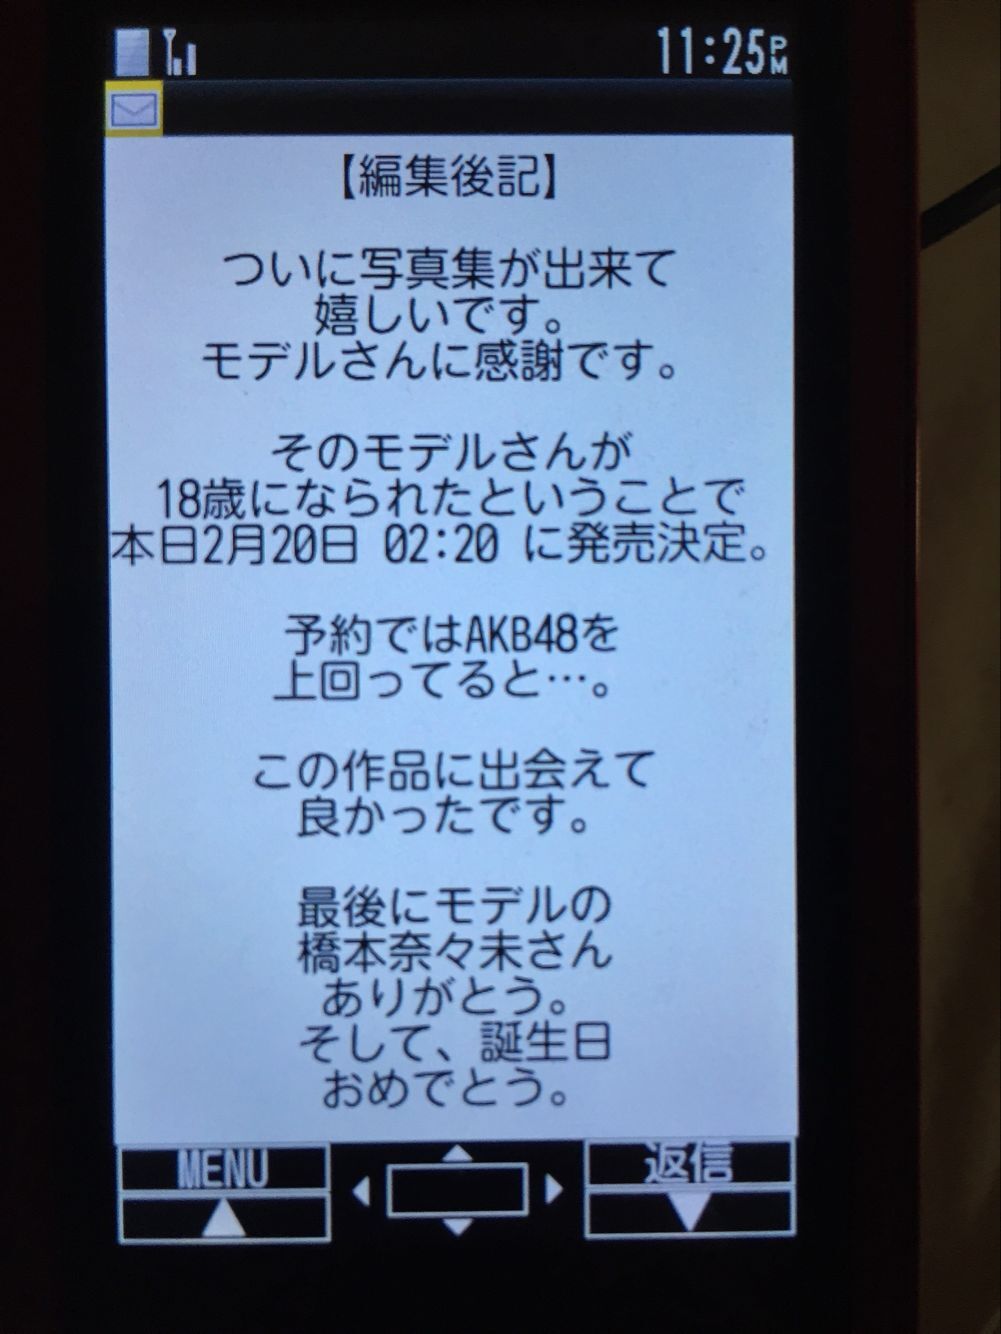 11:25PM
【編集後記】
ついに写真集が出来て
嬉しいです。
モデルさんに感謝です。
そのモデルさんが
18歳になられたということで
本日2月20日 02:20 に発売決定。
予約ではAKB48を
上回ってると…。
この作品に出会えて
良かったです。
最後にモデルの
橋本奈々未さん
ありがとう。
そして、誕生日
おめでとう。
MENU
返信